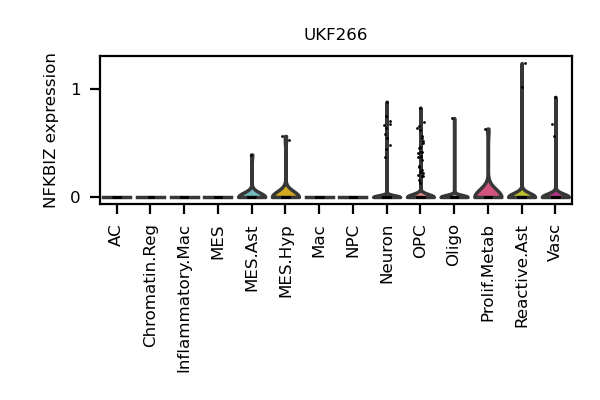 UKF266
NFKBIZ expression
1
0
AC
Chromatin.Reg
Inflammatory.Mac
MES
MES.Ast
MES.Hyp
Mac
NPC
Neuron
OPC
Oligo
Prolif.Metab
Reactive.Ast
Vasc